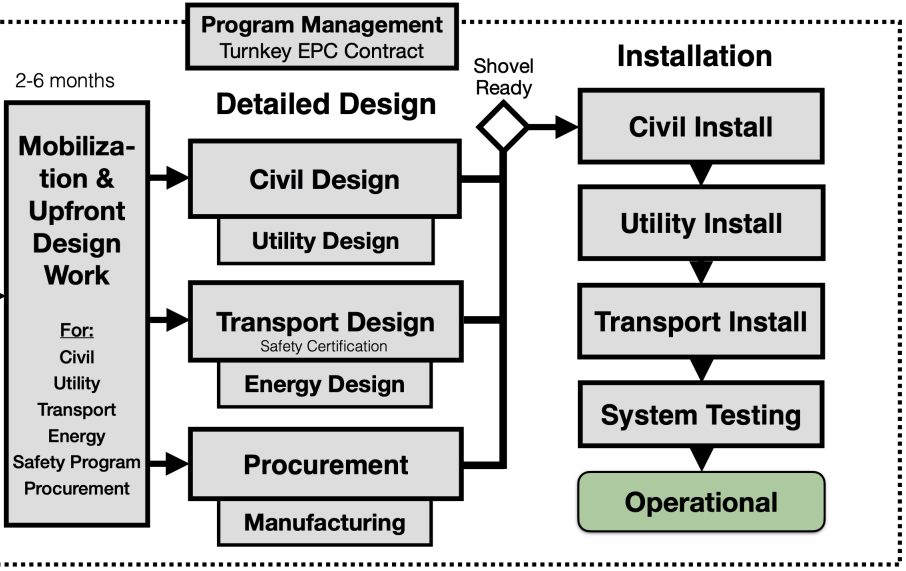 Program Management
Turnkey EPC Contract
2-6 months
Mobiliza-
tion &
Upfront
Design
Work
For:
Civil
Utility
Transport
Energy
Safety Program
Procurement
Detailed Design
Civil Design
Utility Design
Transport Design
Safety Certification
Energy Design
Procurement
Manufacturing
Shovel
Ready
Installation
Civil Install
Utility Install
Transport Install
System Testing
Operational